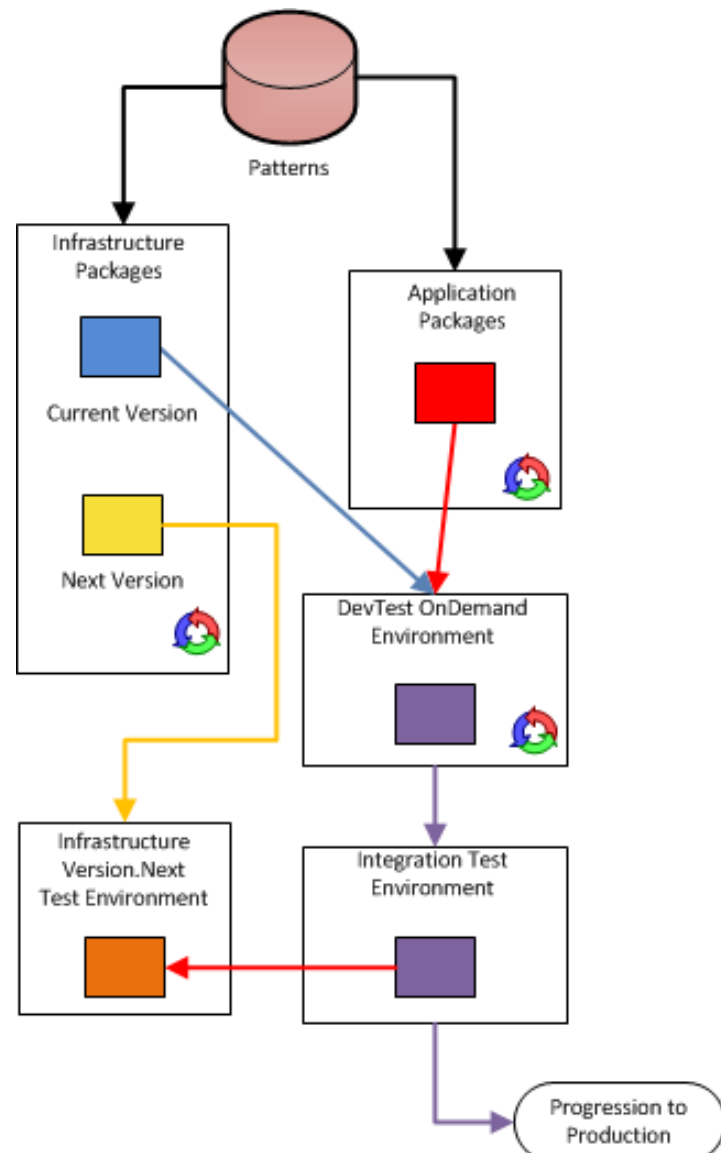 Patterns
Infrastructure
Packages
Application
Packages
Current Version
Next Version
DevTest OnDemand
Environment
Infrastructure
Version.Next
Test Environment
Integration Test
Environment
Progression to
Production